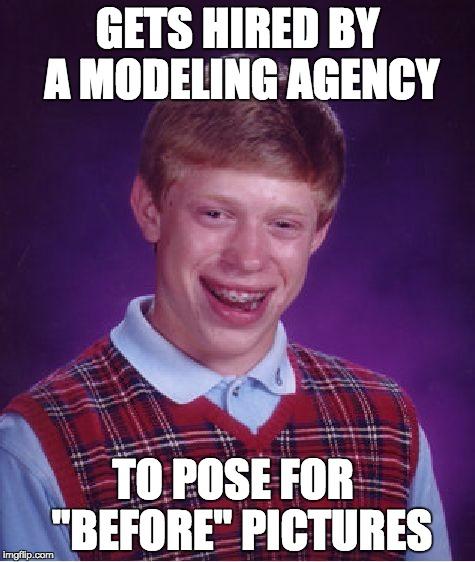 GETS HIRED BY
A MODELING AGENCY
TO POSE FOR
"BEFORE" PICTURES
imgflip.com